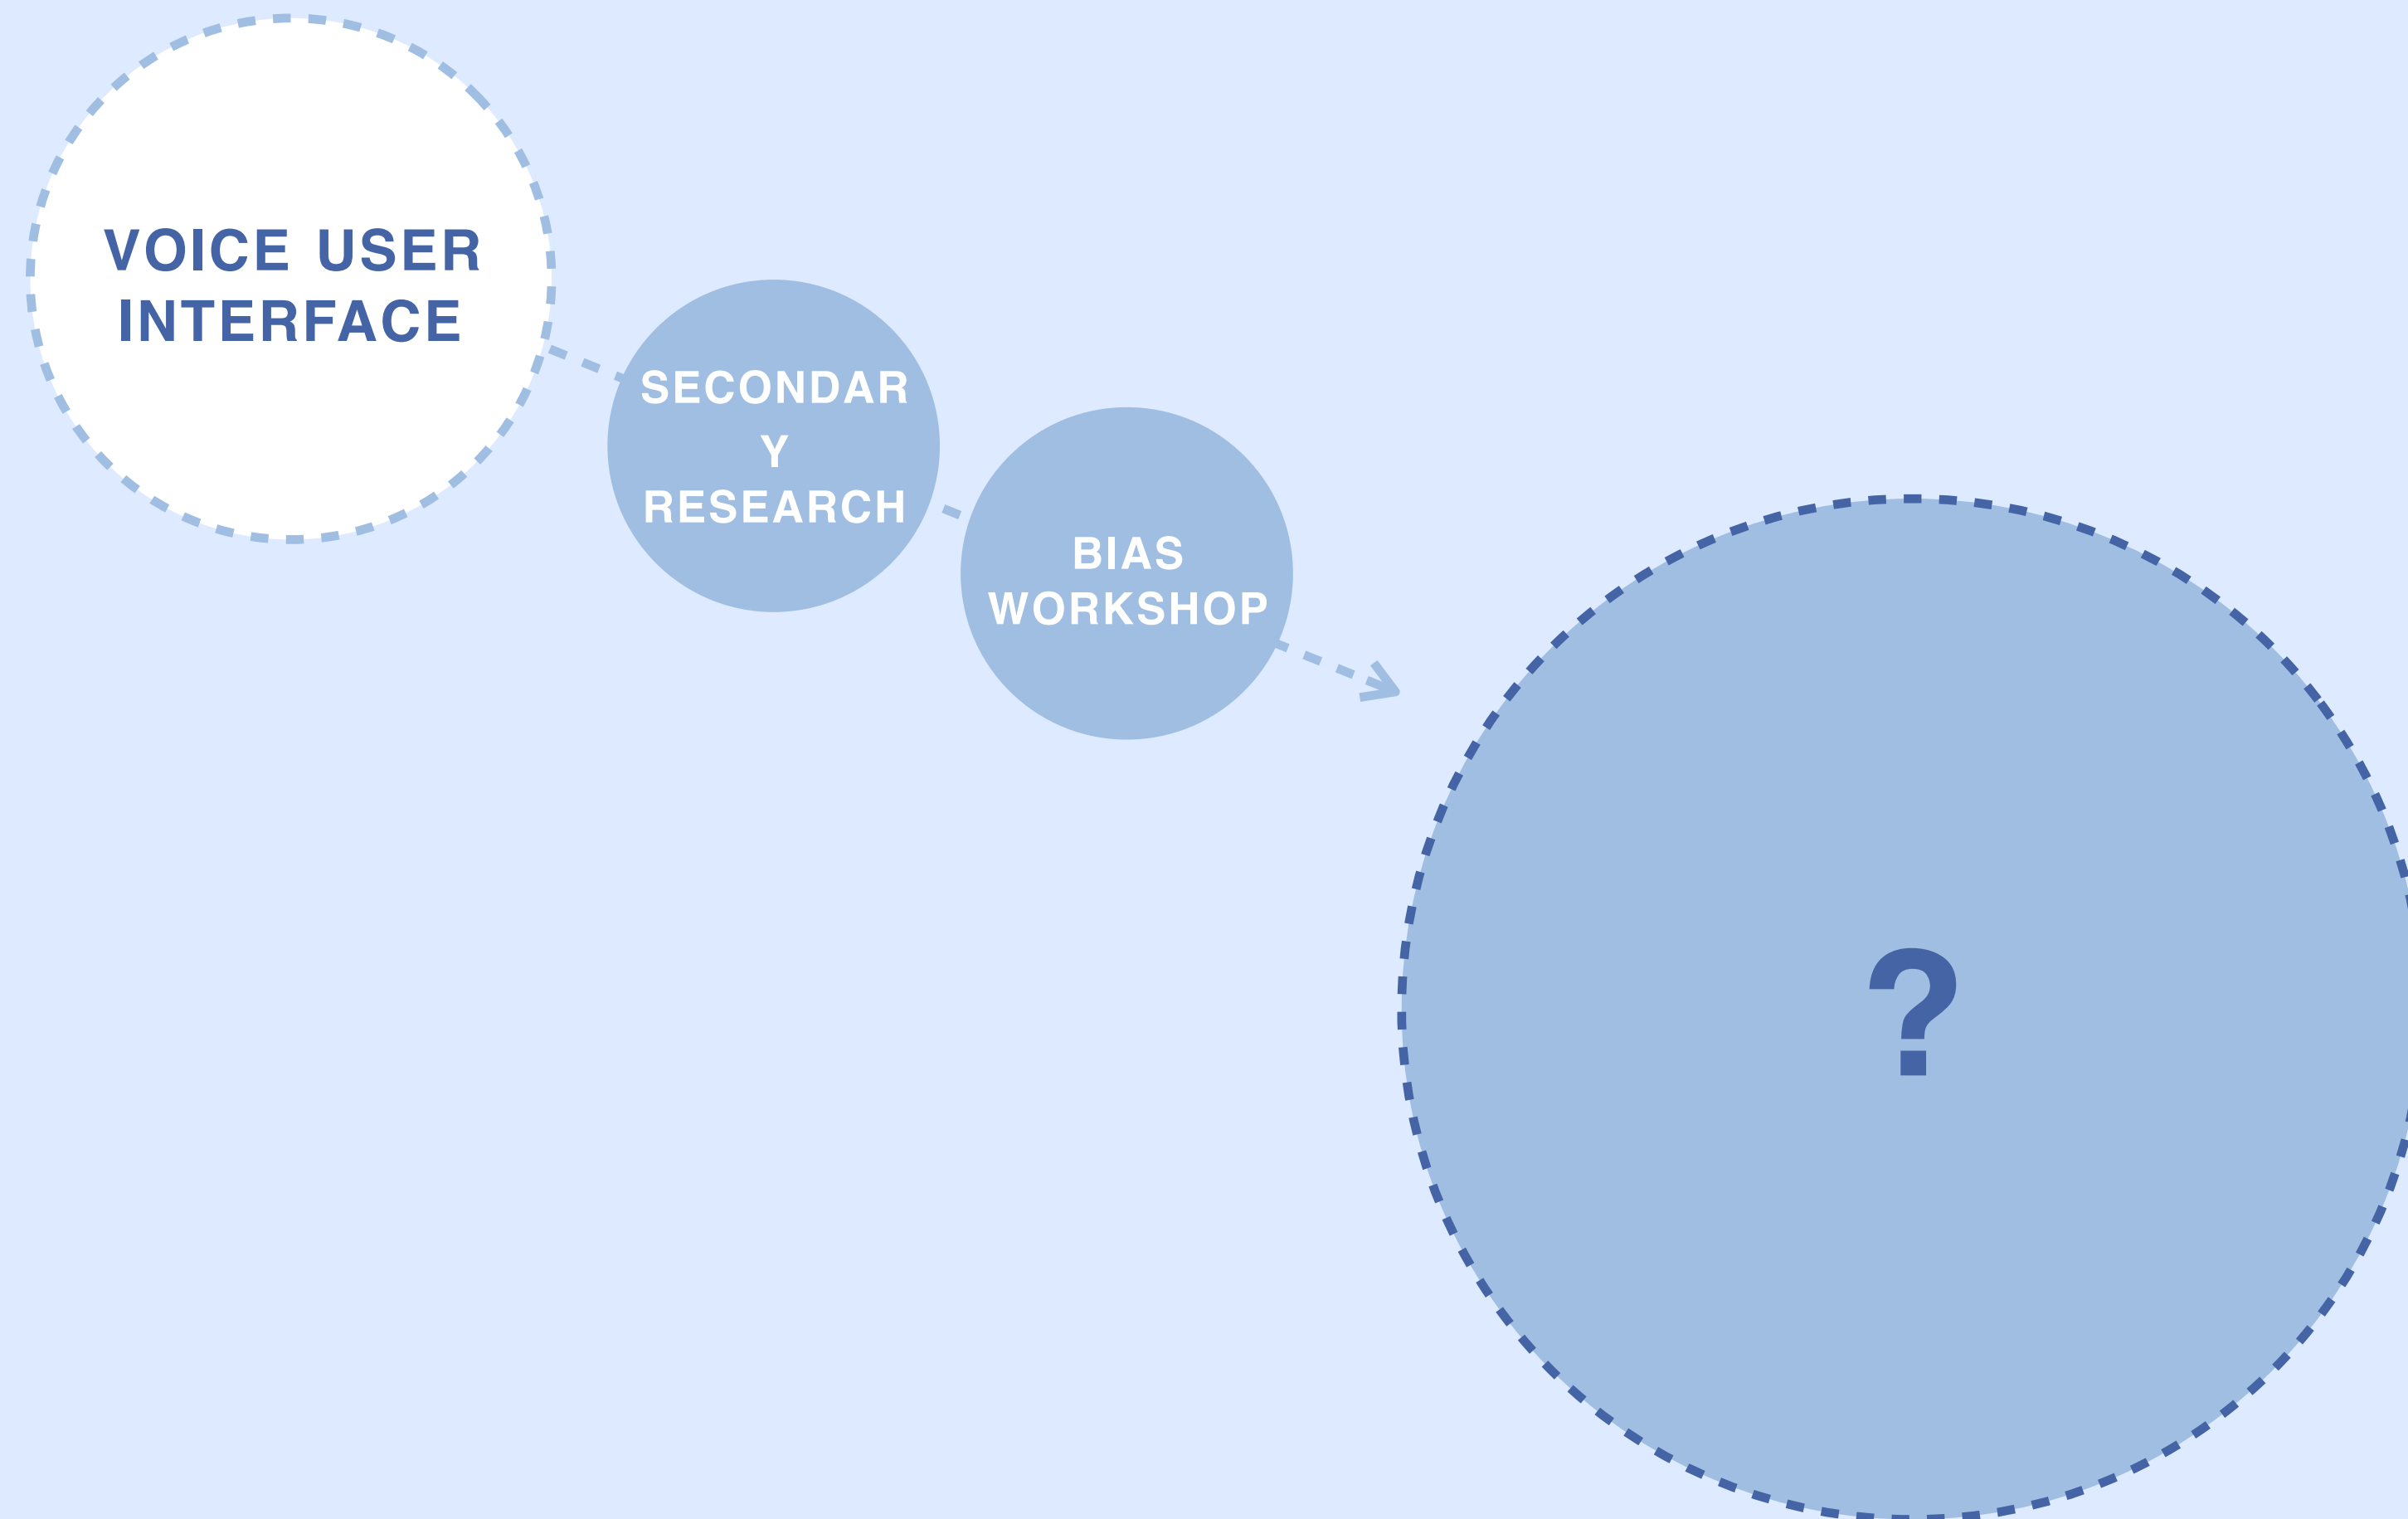 VOICE USER
INTERFACE
SECONDAR
Y
RESEARCH
BIAS
WORKSHOP
?